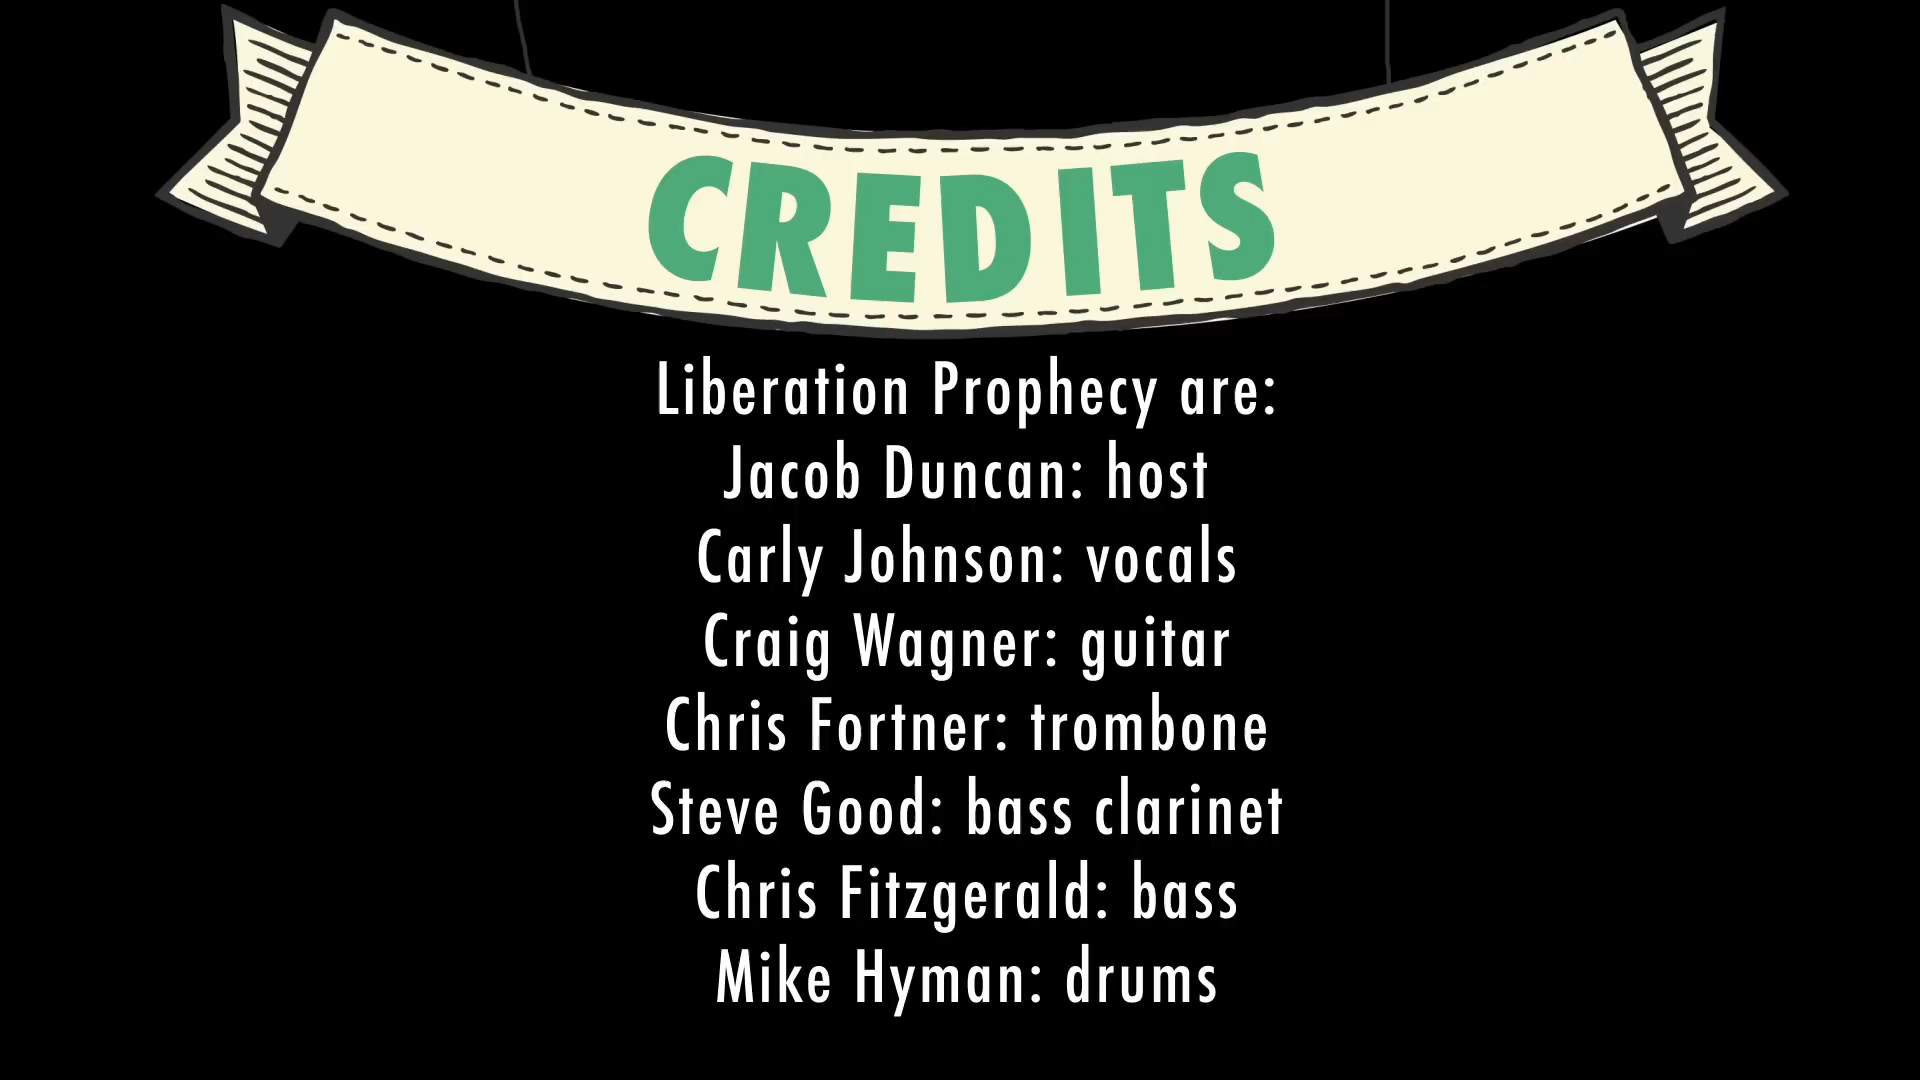 CREDITS
Liberation Prophecy are:
Jacob Duncan: host
Carly Johnson: vocals
Craig Wagner: guitar
Chris Fortner: trombone
Steve Good: bass clarinet
Chris Fitzgerald: bass
Mike Hyman: drums